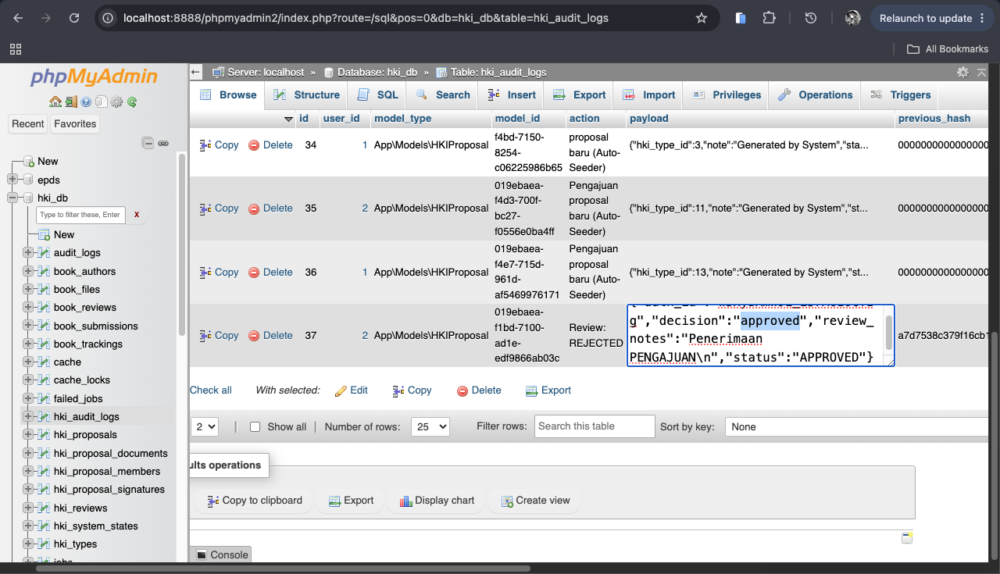 localhost:8888/phpmyadmin2/index.php?route=/sql&pos=0&db=hki_db&table=hki_audit_logs
Relaunch to update
All Bookmarks
phpMyAdmin
Recent
Favorites
New
epds
hki_db
Type to filter these, Enter
x
New
audit_logs
book_authors
book_files
book_reviews
book_submissions
book_trackings
cache
cache_locks
failed_jobs
hki_audit_logs
hki_proposals
hki_proposal_documents
hki_proposal_members
hki_proposal_signatures
hki_reviews
hki_system_states
hki_types
Server: localhost » Database: hki_db » Table: hki_audit_logs
Browse Structure SQL Search Insert Export Import Privileges Operations Triggers
id user_id model_type model_id action payload previous_hash
Copy Delete 34 1 App\Models\HKIProposal
f4bd-7150-
8254-
c06225986b65
proposal
baru (Auto-
Seeder)
{"hki_type_id":3,"note":"Generated by System","sta...
0000000000000000
Copy Delete 35 2 App\Models\HKIProposal
019ebaea-
f4d3-700f-
bc27-
f0556e0ba4ff
Pengajuan
proposal
baru (Auto-
Seeder)
{"hki_type_id":11,"note":"Generated by System","st...
0000000000000000
Copy Delete 36 1 App\Models\HKIProposal
019ebaea-
f4e7-715d-
961d-
af5469976171
Pengajuan
proposal
baru (Auto-
Seeder)
{"hki_type_id":13,"note":"Generated by System","st...
0000000000000000
Copy Delete 37 2 App\Models\HKIProposal
019ebaea-
f1bd-7100-
ad1e-
edf9866ab03c
Review:
REJECTED
g","decision":"approved","review_
notes":"Penerimaan
PENGAJUAN\n","status":"APPROVED"}
a7d7538c379f16cb1
Check all With selected: Edit Copy Delete Export
2 | Show all | Number of rows: 25 Filter rows: Search this table Sort by key: None
ults operations
Copy to clipboard Export Display chart Create view
Console